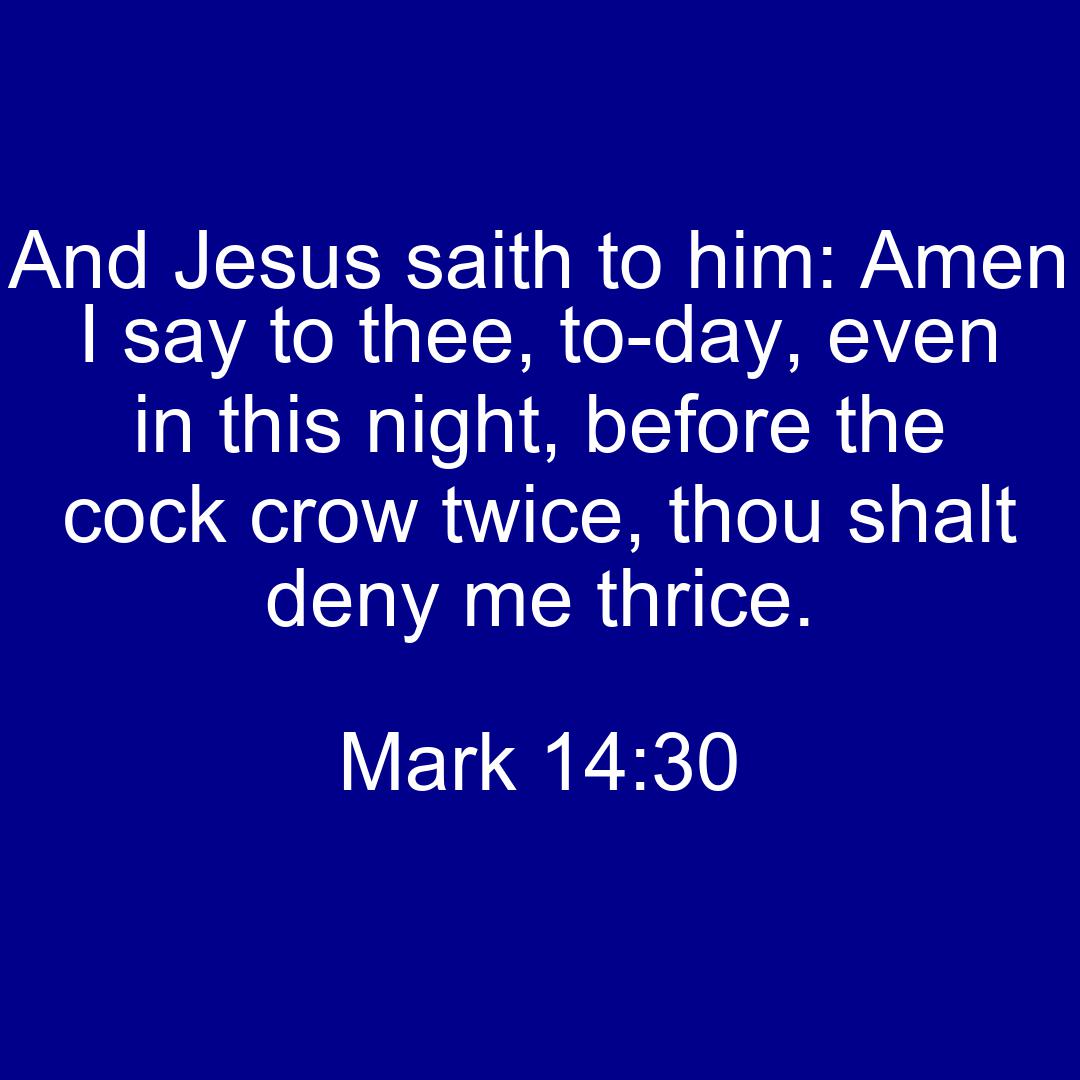 And Jesus saith to him: Amen
I say to thee, to-day, even
in this night, before the
cock crow twice, thou shalt
deny me thrice.
Mark 14:30